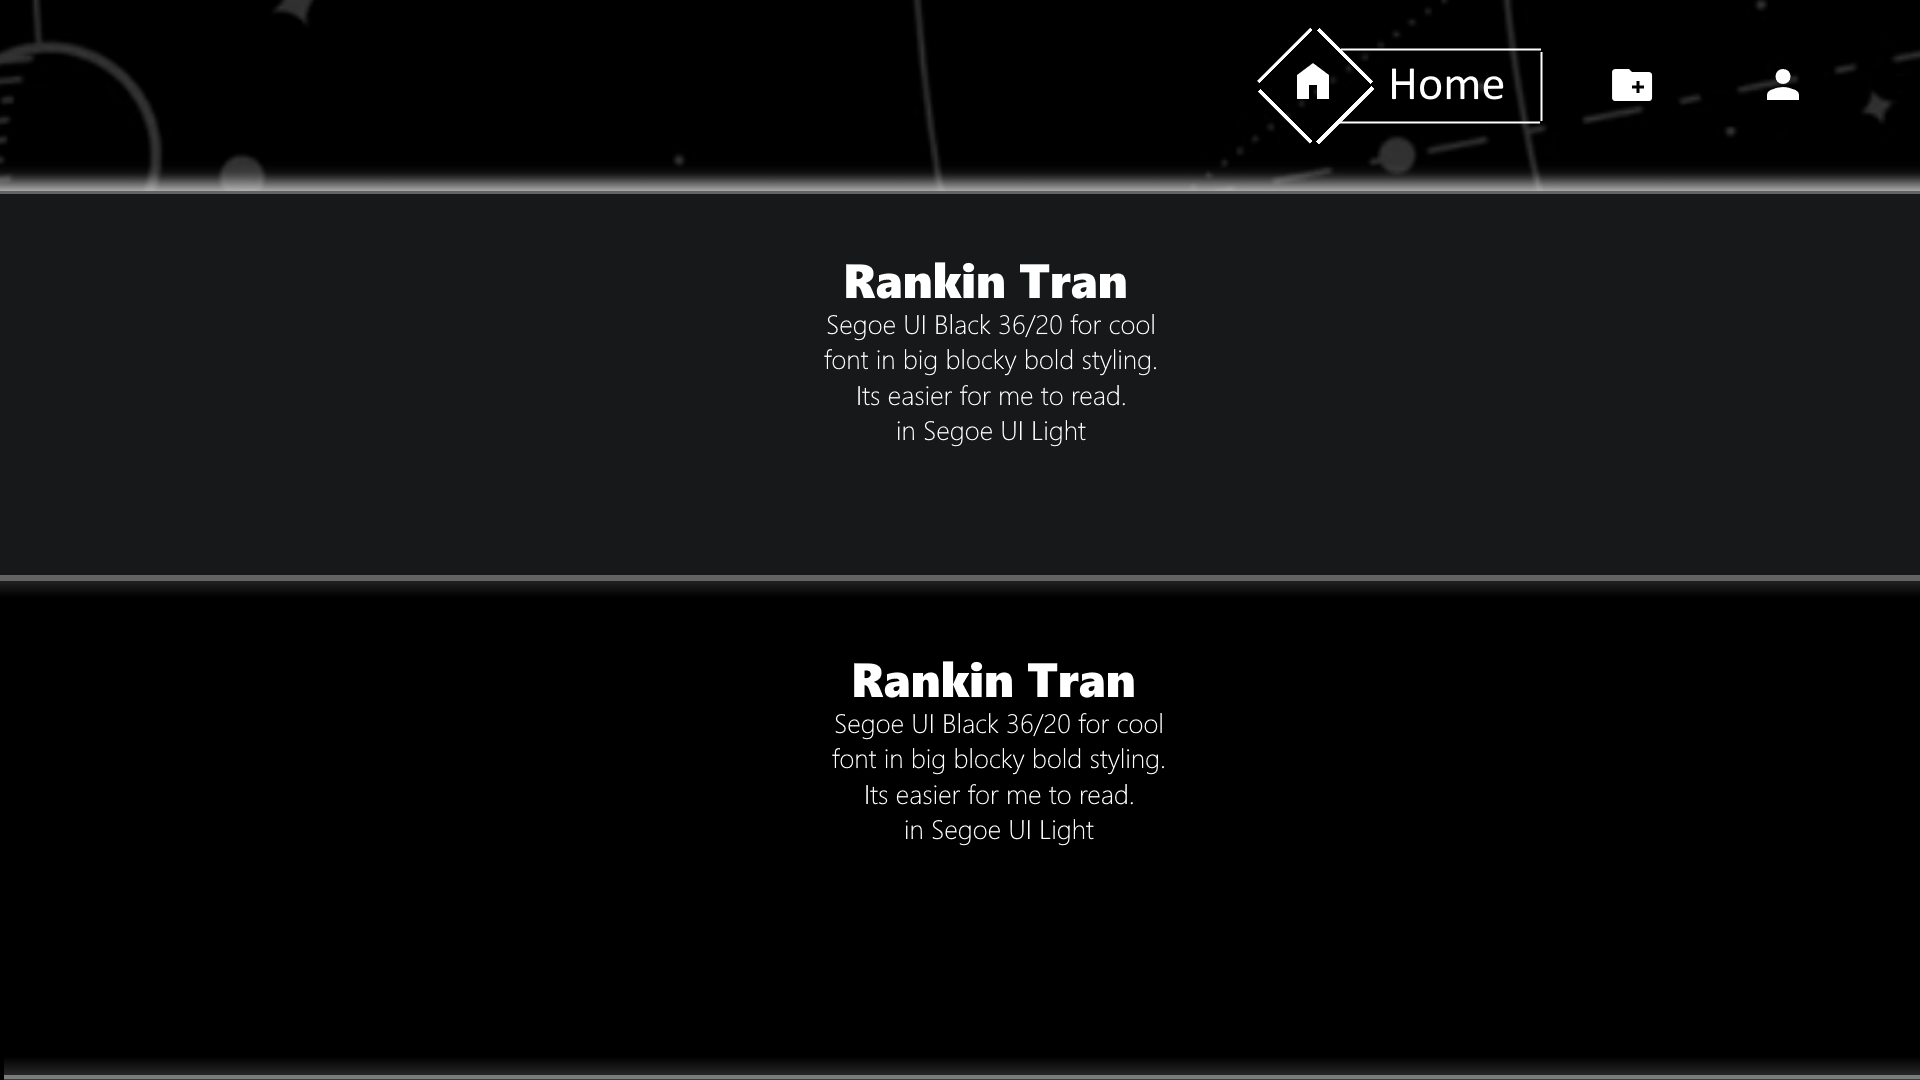 Home
Rankin Tran
Segoe UI Black 36/20 for cool
font in big blocky bold styling.
Its easier for me to read.
in Segoe UI Light
Rankin Tran
Segoe UI Black 36/20 for cool
font in big blocky bold styling.
Its easier for me to read.
in Segoe UI Light